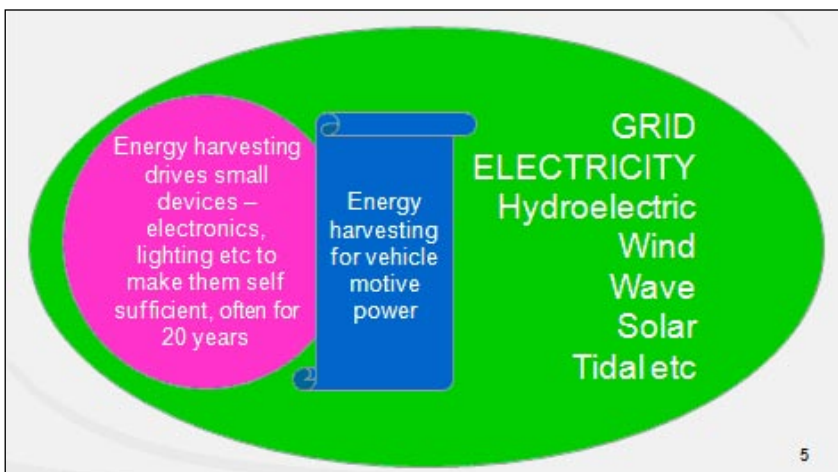 Energy harvesting
drives small
devices –
electronics,
lighting etc to
make them self
sufficient, often for
20 years
Energy
harvesting
for vehicle
motive
power
GRID
ELECTRICITY
Hydroelectric
Wind
Wave
Solar
Tidal etc
5